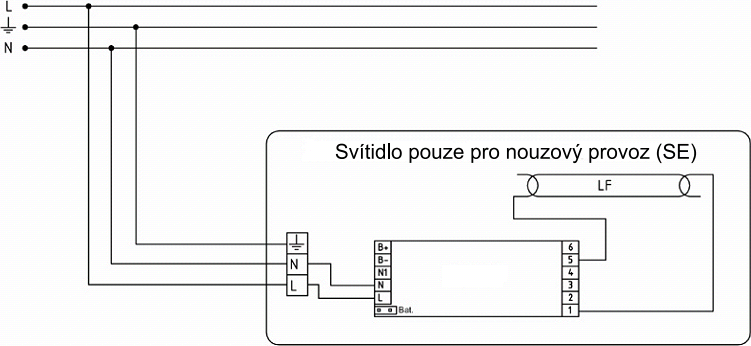 L
N
Svítidlo pouze pro nouzový provoz (SE)
LF
N
L
B+
B-
N1
N
L
Bat.
6
5
4
3
2
1